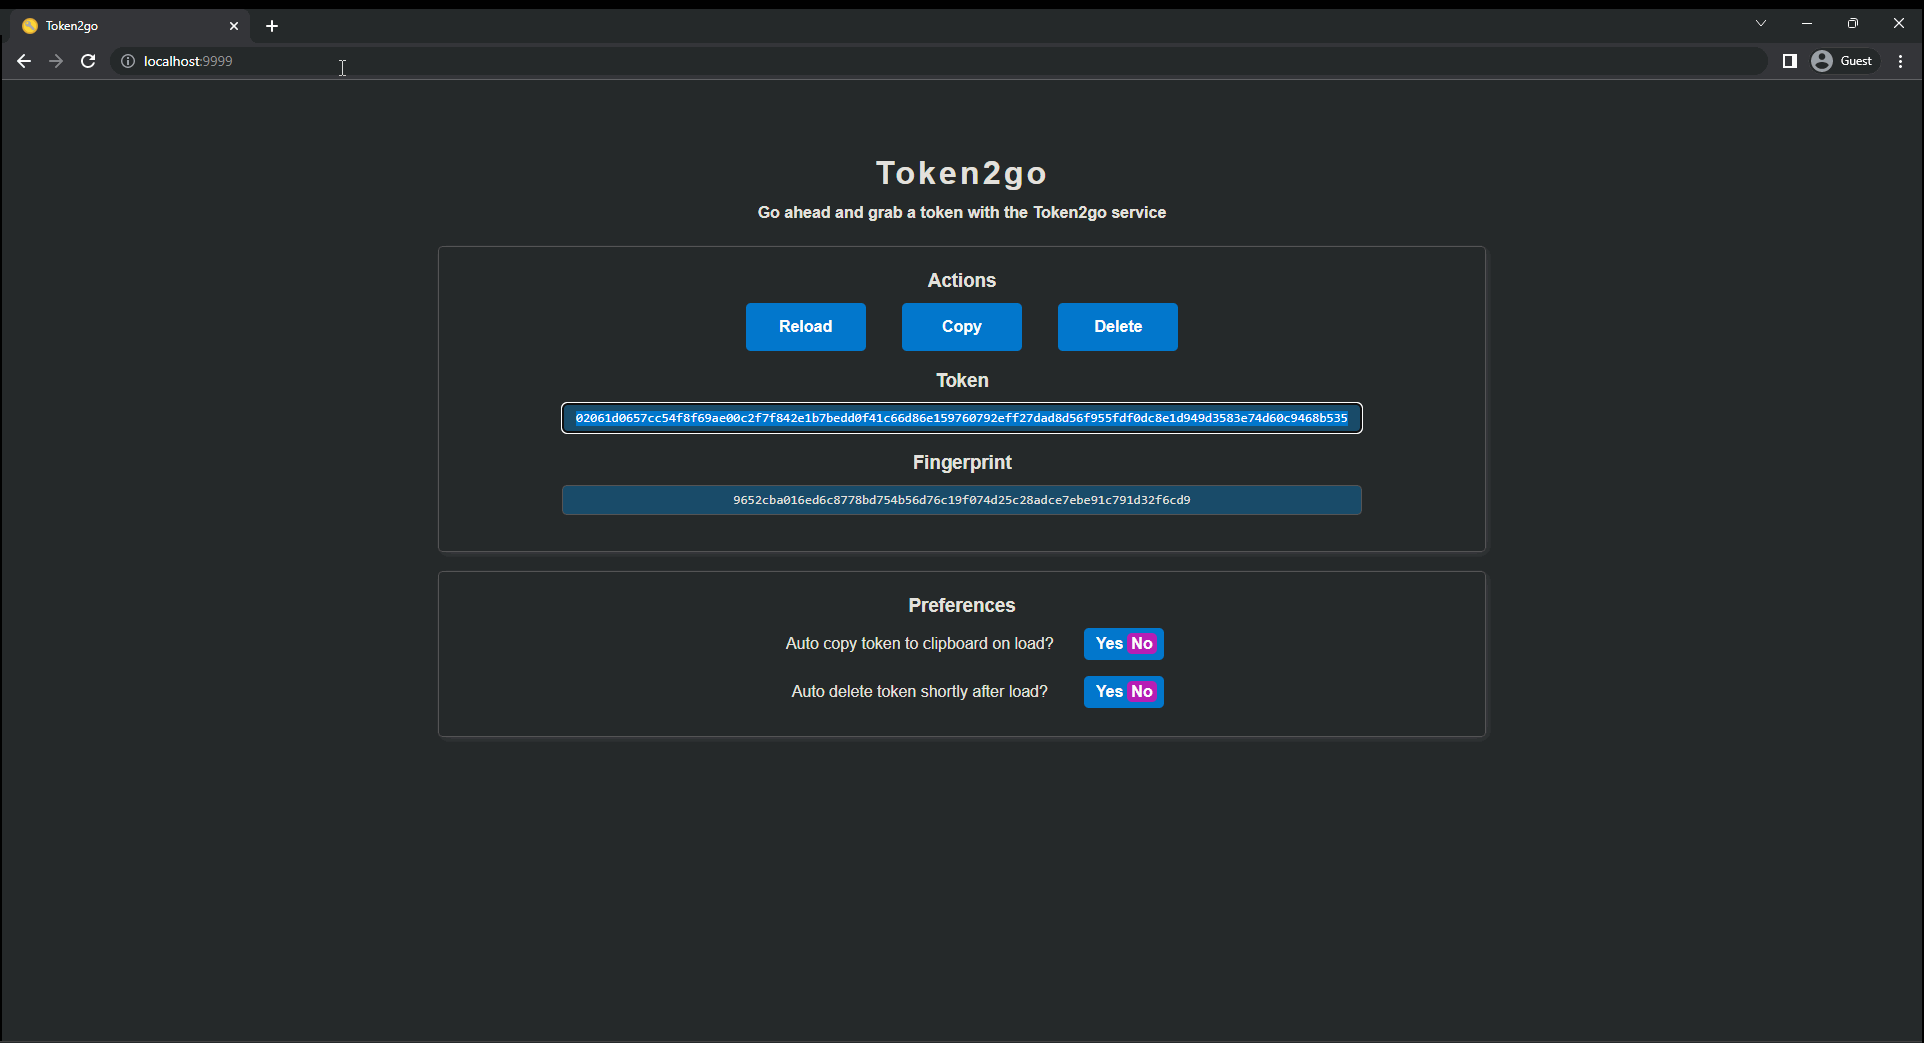 Token2go
localhost:9999
Guest
Token2go
Go ahead and grab a token with the Token2go service
Actions
Reload Copy Delete
Token
02061d0657cc54f8f69ae00c2f7f842e1b7bedd0f41c66d86e159760792eff27dad8d56f955fdf0dc8e1d949d3583e74d60c9468b535
Fingerprint
9652cba016ed6c8778bd754b56d76c19f074d25c28adce7ebe91c791d32f6cd9
Preferences
Auto copy token to clipboard on load? Yes No
Auto delete token shortly after load? Yes No